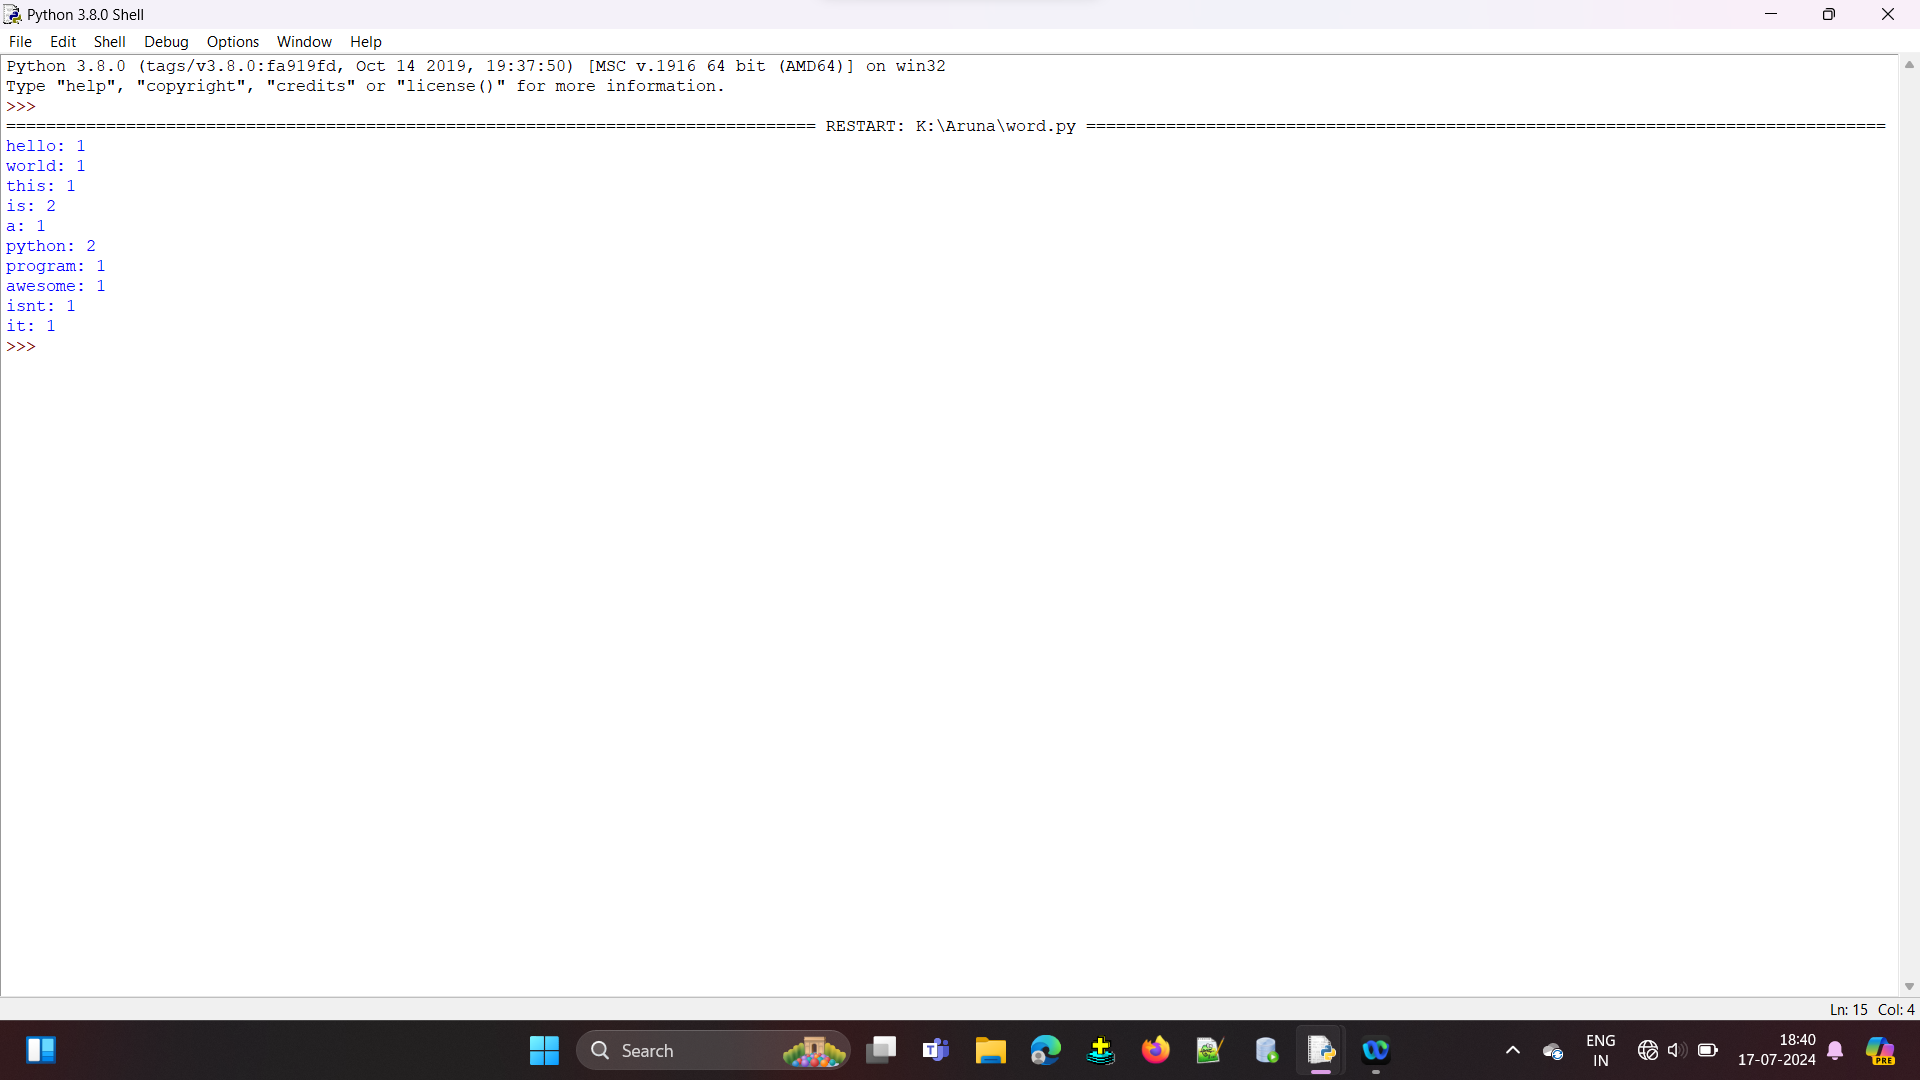 Python 3.8.0 Shell
File Edit Shell Debug Options Window Help
Python 3.8.0 (tags/v3.8.0:fa919fd, Oct 14 2019, 19:37:50) [MSC v.1916 64 bit (AMD64)] on win32
Type "help", "copyright", "credits" or "license()" for more information.
>>>
================================================================================= RESTART: K:\Aruna\word.py ================================================================================
hello: 1
world: 1
this: 1
is: 2
a: 1
python: 2
program: 1
awesome: 1
isnt: 1
it: 1
>>>
Ln: 15 Col: 4
Search
ENG
IN
18:40
17-07-2024
PRE